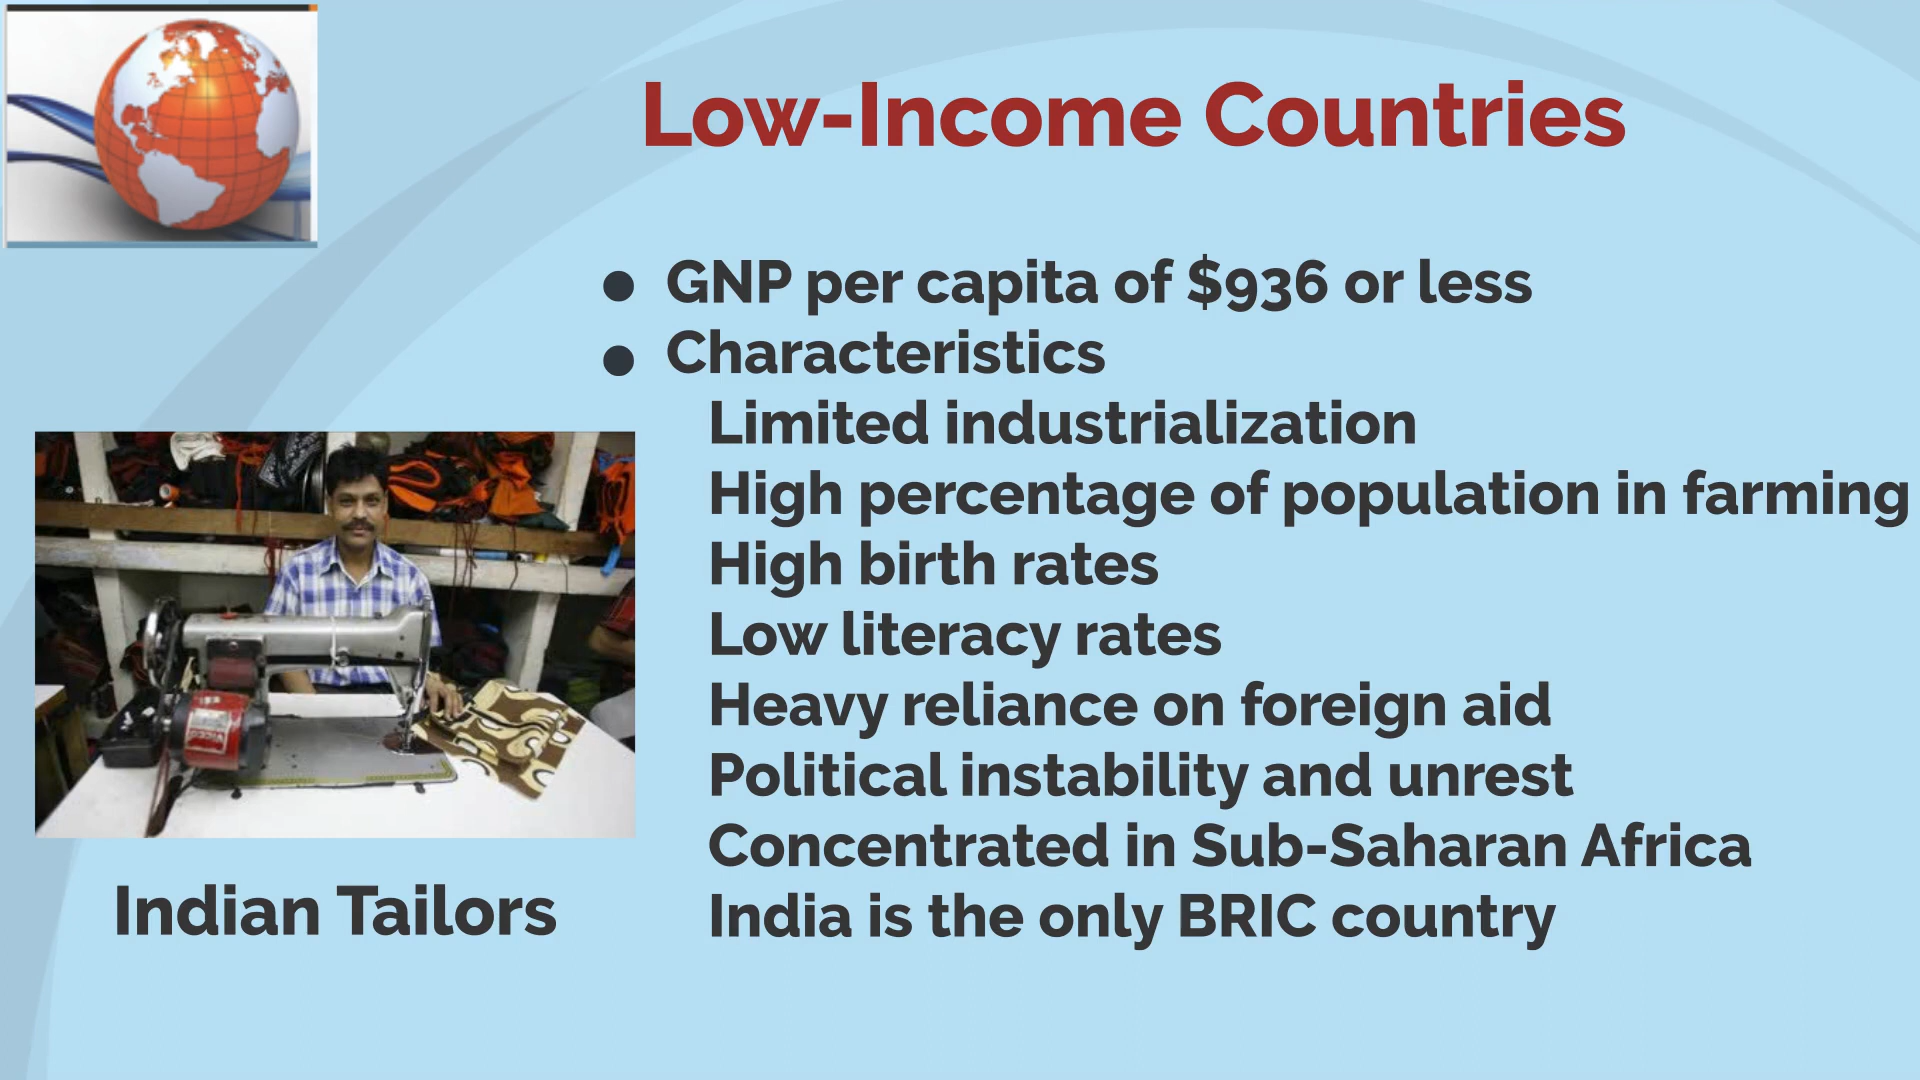 Low-Income Countries
● GNP per capita of $936 or less
● Characteristics
Limited industrialization
High percentage of population in farming
High birth rates
Low literacy rates
Heavy reliance on foreign aid
Political instability and unrest
Concentrated in Sub-Saharan Africa
India is the only BRIC country
Indian Tailors